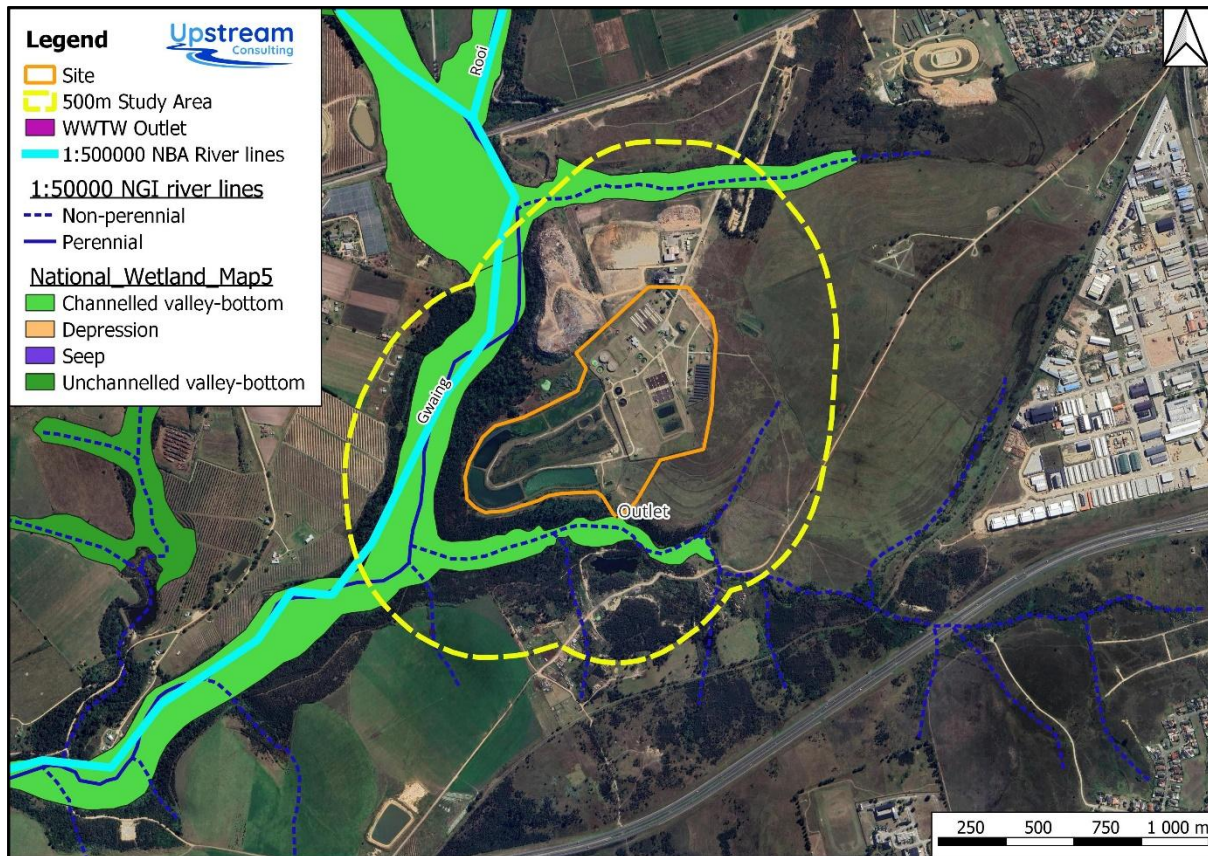 Legend
Upstream
Consulting
Site
500m Study Area
WWTW Outlet
1:500000 NBA River lines
1:50000 NGI river lines
Non-perennial
Perennial
National_Wetland_Map5
Channelled valley-bottom
Depression
Seep
Unchannelled valley-bottom
Rooi
Gwaing
Outlet
250 500 750 1 000 m